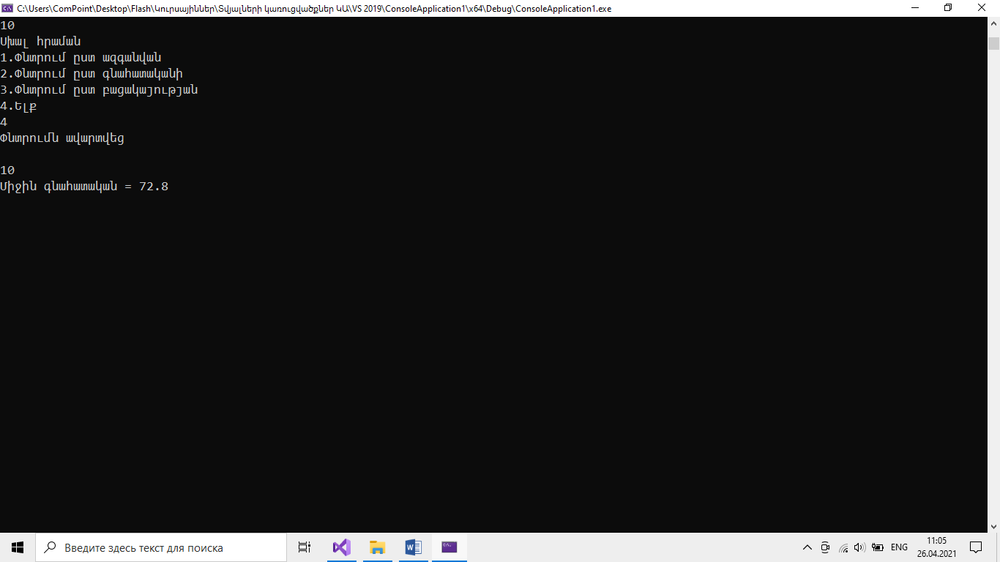 C:\Users\ComPoint\Desktop\Flash\Կուրսայիններ\Տվյալների կառուցվածքներ ԿԱ\VS 2019\ConsoleApplication1\x64\Debug\ConsoleApplication1.exe
10
Սխալ հրաման
1.Փնտրում ըստ ազգանվան
2.Փնտրում ըստ գնահատականի
3.Փնտրում ըստ բացակայության
4.Ելք
4
Փնտրումն ավարտվեց
10
Միջին գնահատական = 72.8
Введите здесь текст для поиска
ENG
11:05
26.04.2021